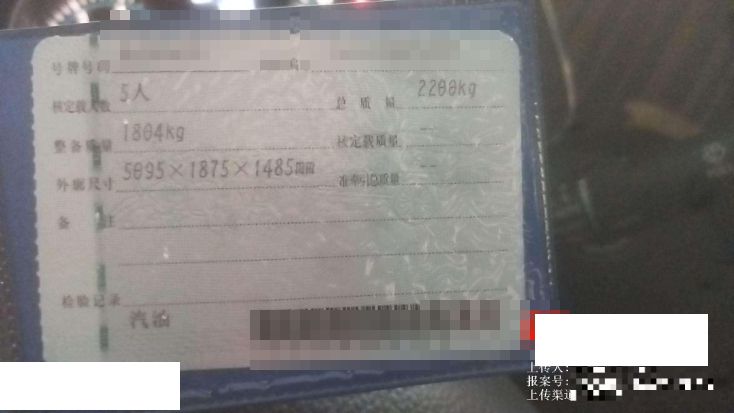 号牌号码
核定载人数 5人 总质量 2200kg
整备质量 1804kg 核定载质量 --
外廓尺寸 5095×1875×1485 准牵引总质量 --
备注
检验记录
汽油
上传人:
报案号:
上传渠道